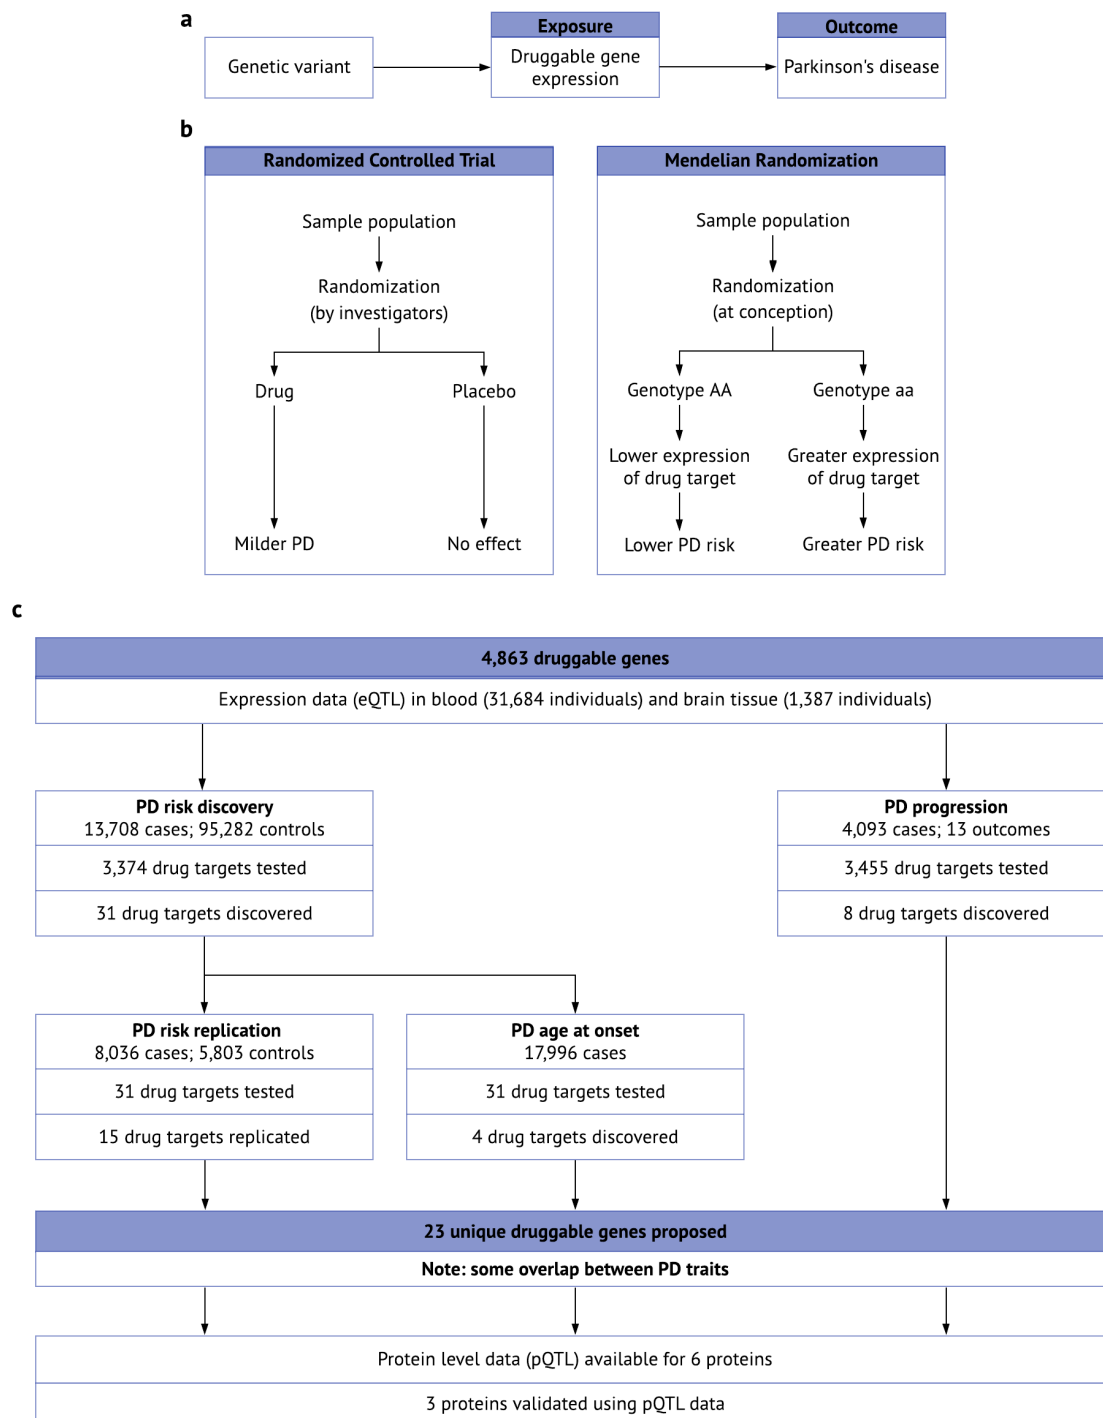 a
Genetic variant
Exposure
Druggable gene
expression
Outcome
Parkinson's disease
b
Randomized Controlled Trial
Sample population
Randomization
(by investigators)
Drug
Placebo
Milder PD
No effect
Mendelian Randomization
Sample population
Randomization
(at conception)
Genotype AA
Genotype aa
Lower expression
of drug target
Greater expression
of drug target
Lower PD risk
Greater PD risk
c
4,863 druggable genes
Expression data (eQTL) in blood (31,684 individuals) and brain tissue (1,387 individuals)
PD risk discovery
13,708 cases; 95,282 controls
3,374 drug targets tested
31 drug targets discovered
PD progression
4,093 cases; 13 outcomes
3,455 drug targets tested
8 drug targets discovered
PD risk replication
8,036 cases; 5,803 controls
31 drug targets tested
15 drug targets replicated
PD age at onset
17,996 cases
31 drug targets tested
4 drug targets discovered
23 unique druggable genes proposed
Note: some overlap between PD traits
Protein level data (pQTL) available for 6 proteins
3 proteins validated using pQTL data